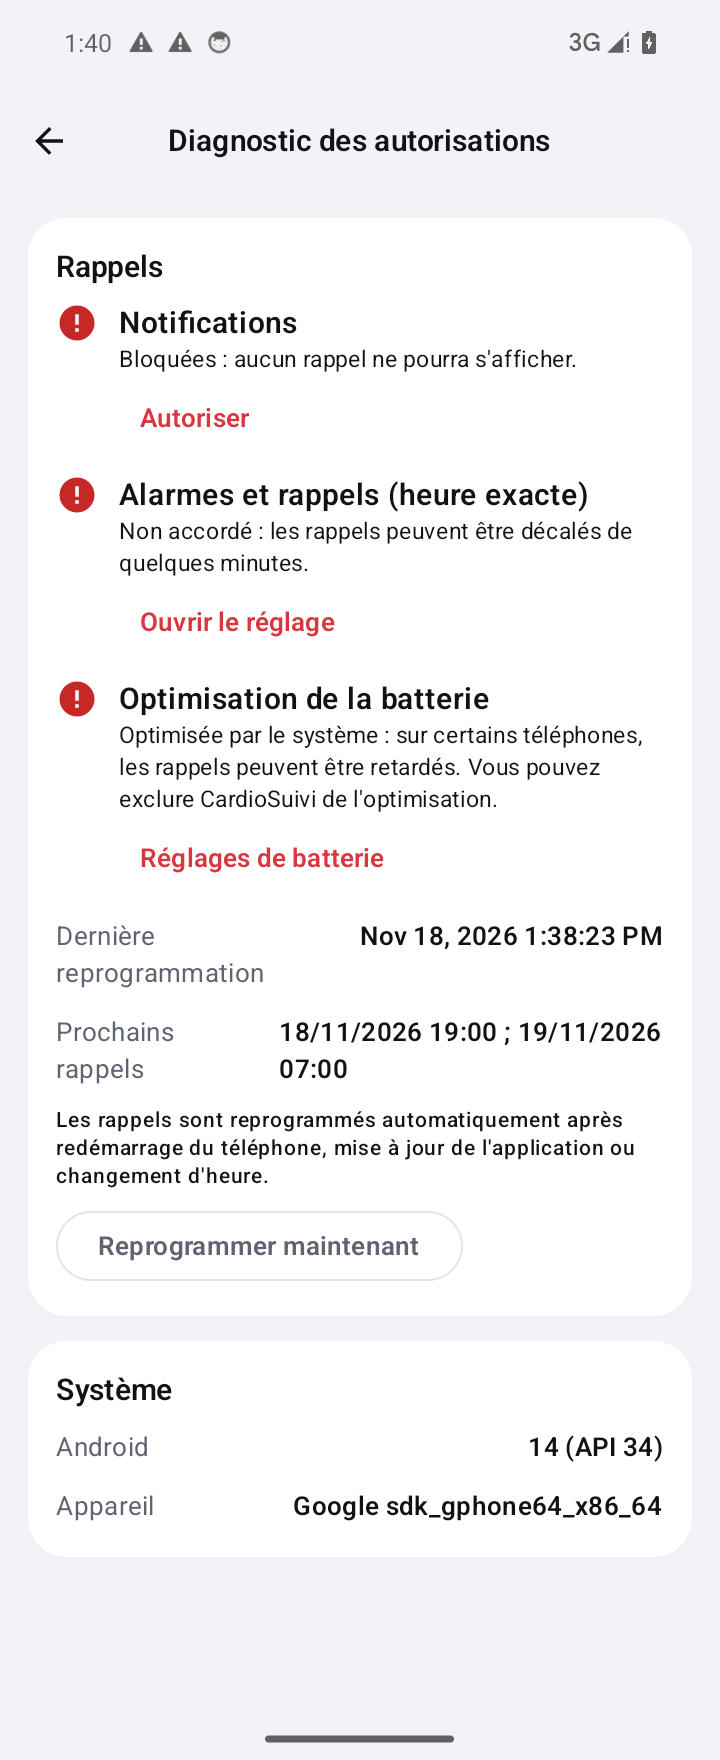 1:40
3G
Diagnostic des autorisations
Rappels
Notifications
Bloquées : aucun rappel ne pourra s'afficher.
Autoriser
Alarmes et rappels (heure exacte)
Non accordé : les rappels peuvent être décalés de
quelques minutes.
Ouvrir le réglage
Optimisation de la batterie
Optimisée par le système : sur certains téléphones,
les rappels peuvent être retardés. Vous pouvez
exclure CardioSuivi de l'optimisation.
Réglages de batterie
Dernière
reprogrammation
Nov 18, 2026 1:38:23 PM
Prochains
rappels
18/11/2026 19:00 ; 19/11/2026
07:00
Les rappels sont reprogrammés automatiquement après
redémarrage du téléphone, mise à jour de l'application ou
changement d'heure.
Reprogrammer maintenant
Système
Android
14 (API 34)
Appareil
Google sdk_gphone64_x86_64